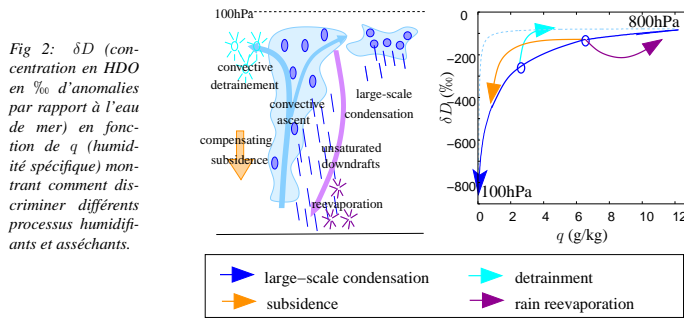 Fig 2: δD (con-
centration en HDO
en ‰ d'anomalies
par rapport à l'eau
de mer) en fonc-
tion de q (humid-
ité spécifique) mon-
trant comment dis-
criminer différents
processus humidifi-
ants et asséchants.
100hPa
convective
detrainement
convective
ascent
large-scale
condensation
compensating
subsidence
unsaturated
downdrafts
reevaporation
δD (‰)
0
−200
−400
−600
−800
800hPa
100hPa
0 2 4 6 8 10 12
q (g/kg)
large−scale condensation
detrainment
subsidence
rain reevaporation